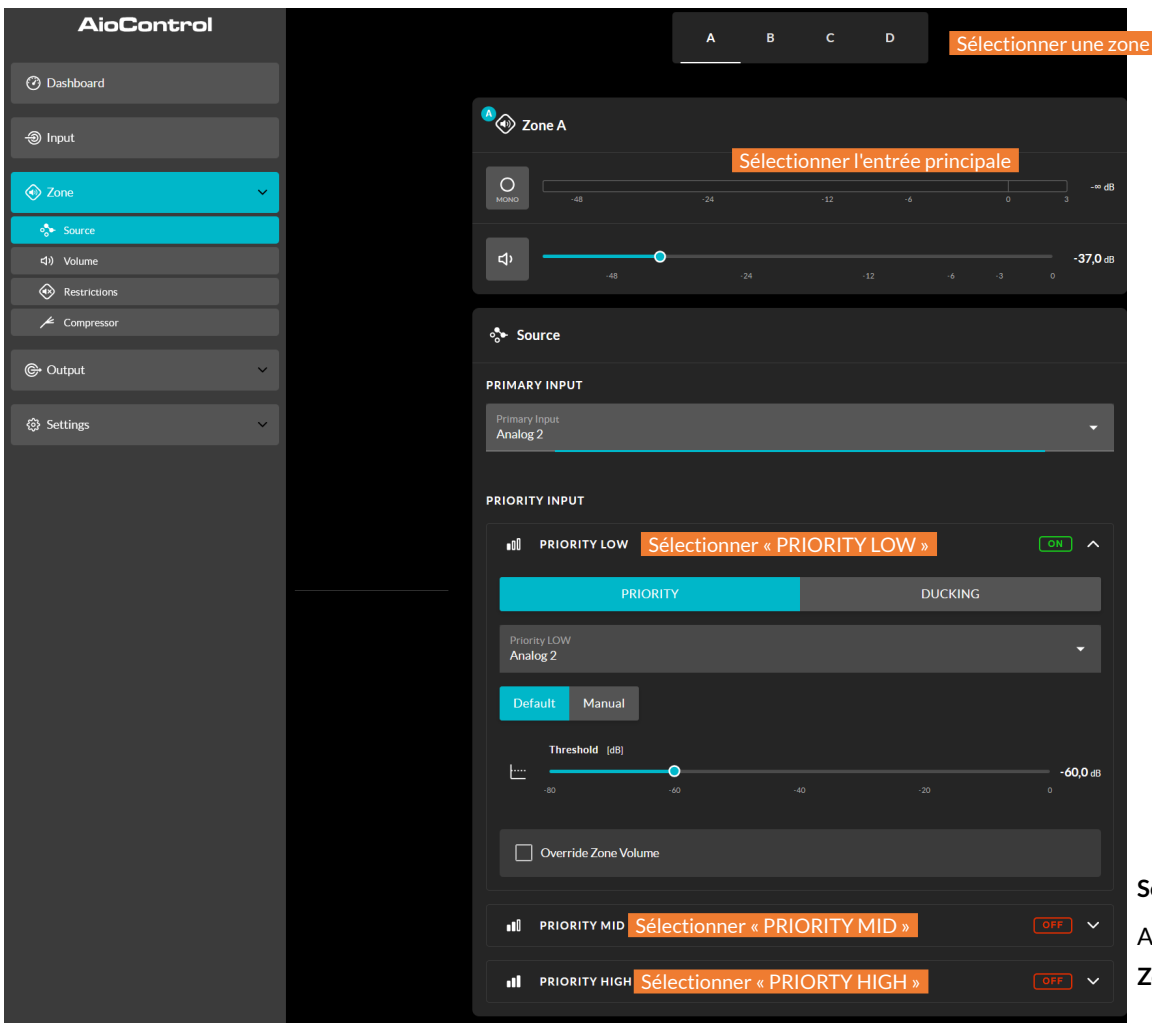 AioControl
Dashboard
Input
Zone
Source
Volume
Restrictions
Compressor
Output
Settings
A B C D
Sélectionner une zone
A
Zone A
Sélectionner l'entrée principale
MONO
-∞ dB
-48 -24 -12 -6 0 3
-37,0 dB
-48 -24 -12 -6 -3 0
Source
PRIMARY INPUT
Primary Input
Analog 2
PRIORITY INPUT
PRIORITY LOW Sélectionner « PRIORITY LOW » ON
PRIORITY DUCKING
Priority LOW
Analog 2
Default Manual
Threshold [dB]
-60,0 dB
-80 -60 -40 -20 0
Override Zone Volume
PRIORITY MID Sélectionner « PRIORITY MID » OFF
PRIORITY HIGH Sélectionner « PRIORTY HIGH » OFF